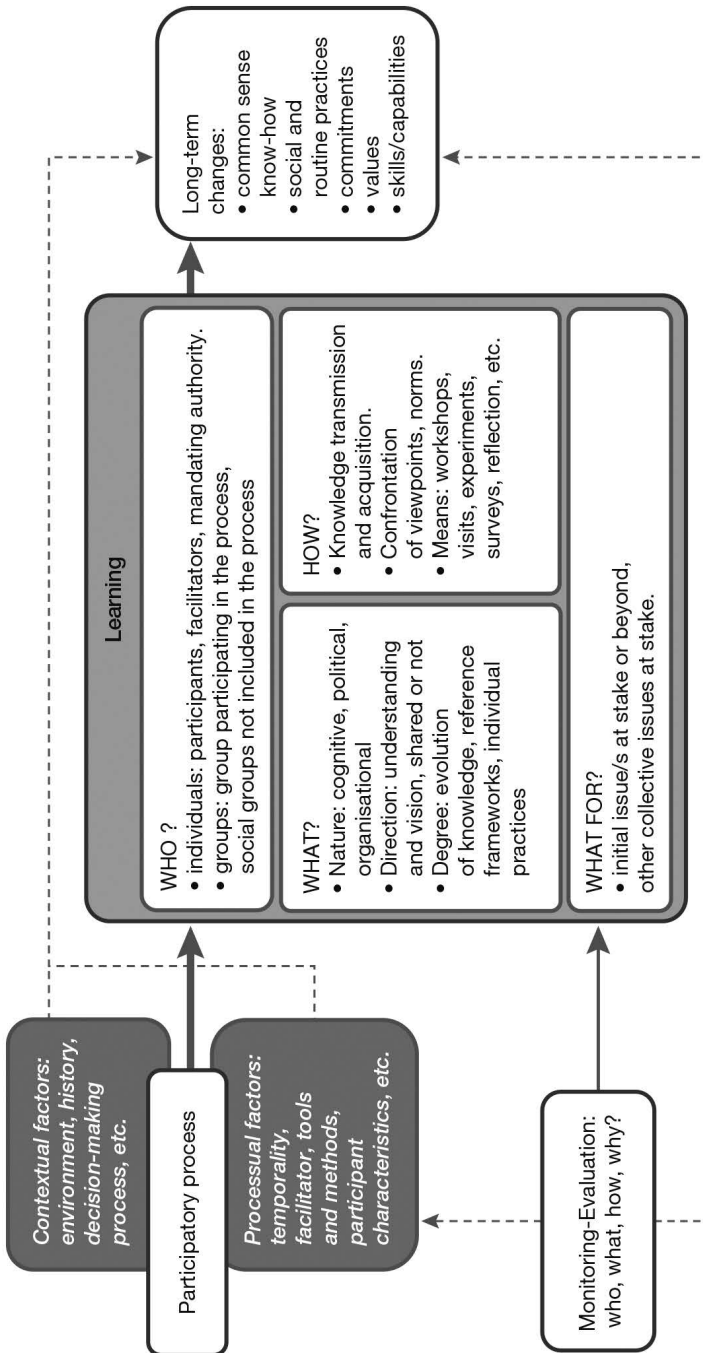 Contextual factors:
environment, history,
decision-making
process, etc.
Participatory process
Processual factors:
temporality,
facilitator, tools
and methods,
participant
characteristics, etc.
Monitoring-Evaluation:
who, what, how, why?
Learning
WHO ?
• individuals: participants, facilitators, mandating authority.
• groups: group participating in the process,
social groups not included in the process
WHAT?
• Nature: cognitive, political,
organisational
• Direction: understanding
and vision, shared or not
• Degree: evolution
of knowledge, reference
frameworks, individual
practices
HOW?
• Knowledge transmission
and acquisition.
• Confrontation
of viewpoints, norms.
• Means: workshops,
visits, experiments,
surveys, reflection, etc.
WHAT FOR?
• initial issue/s at stake or beyond,
other collective issues at stake.
Long-term
changes:
• common sense
know-how
• social and
routine practices
• commitments
• values
• skills/capabilities